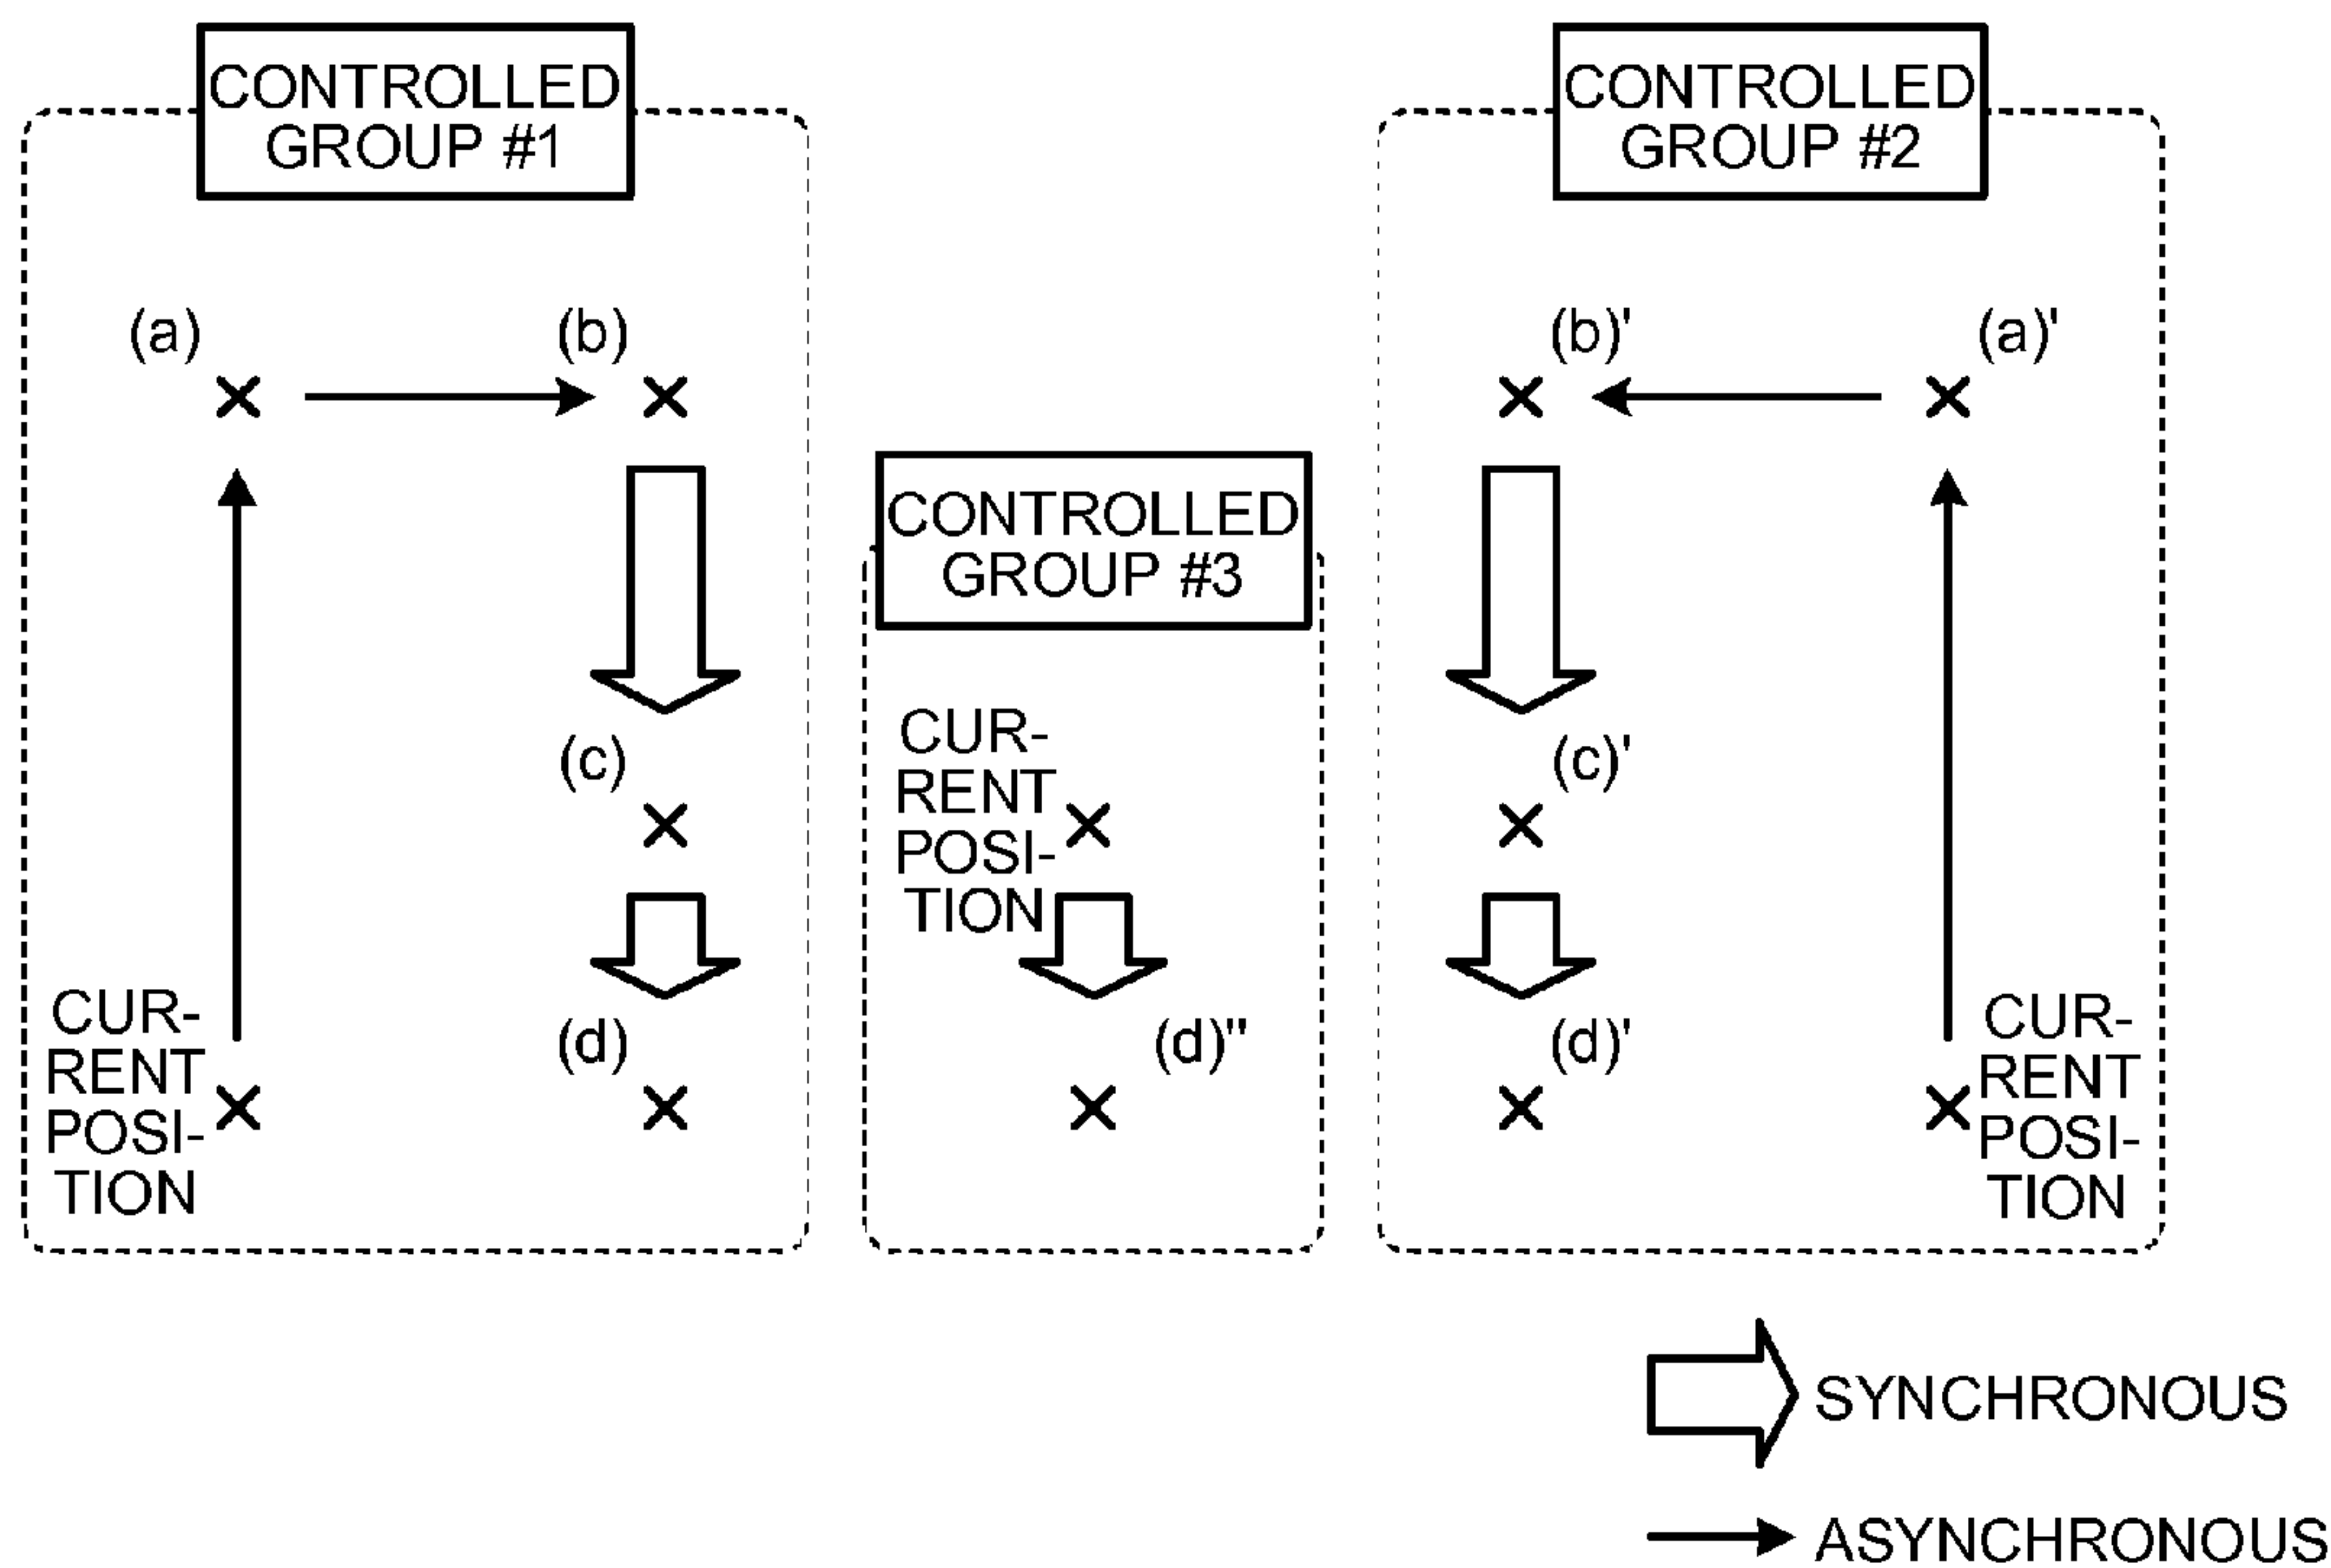 CONTROLLED
GROUP #1
CONTROLLED
GROUP #2
(a)
(b)
(b)'
(a)'
CONTROLLED
GROUP #3
CUR-
RENT
POSI-
TION
(c)
(c)'
CUR-
RENT
POSI-
TION
(d)
(d)"
(d)'
CUR-
RENT
POSI-
TION
SYNCHRONOUS
ASYNCHRONOUS